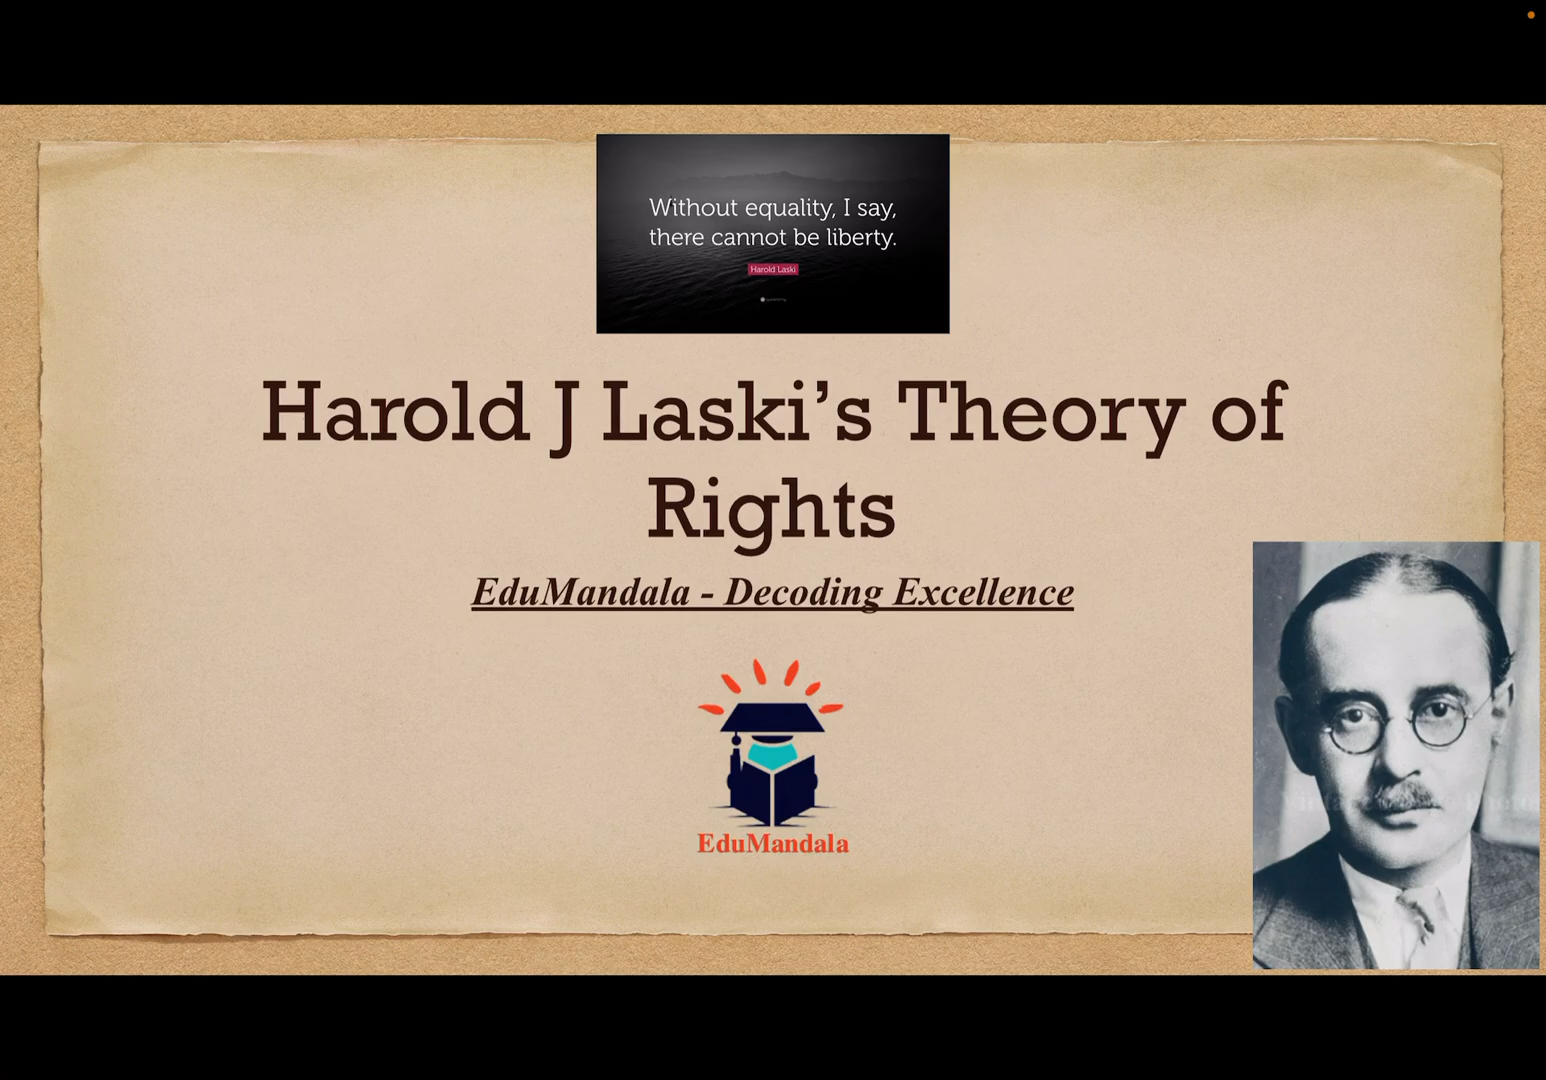 Without equality, I say,
there cannot be liberty.
Harold Laski
Harold J Laski’s Theory of
Rights
EduMandala - Decoding Excellence
EduMandala